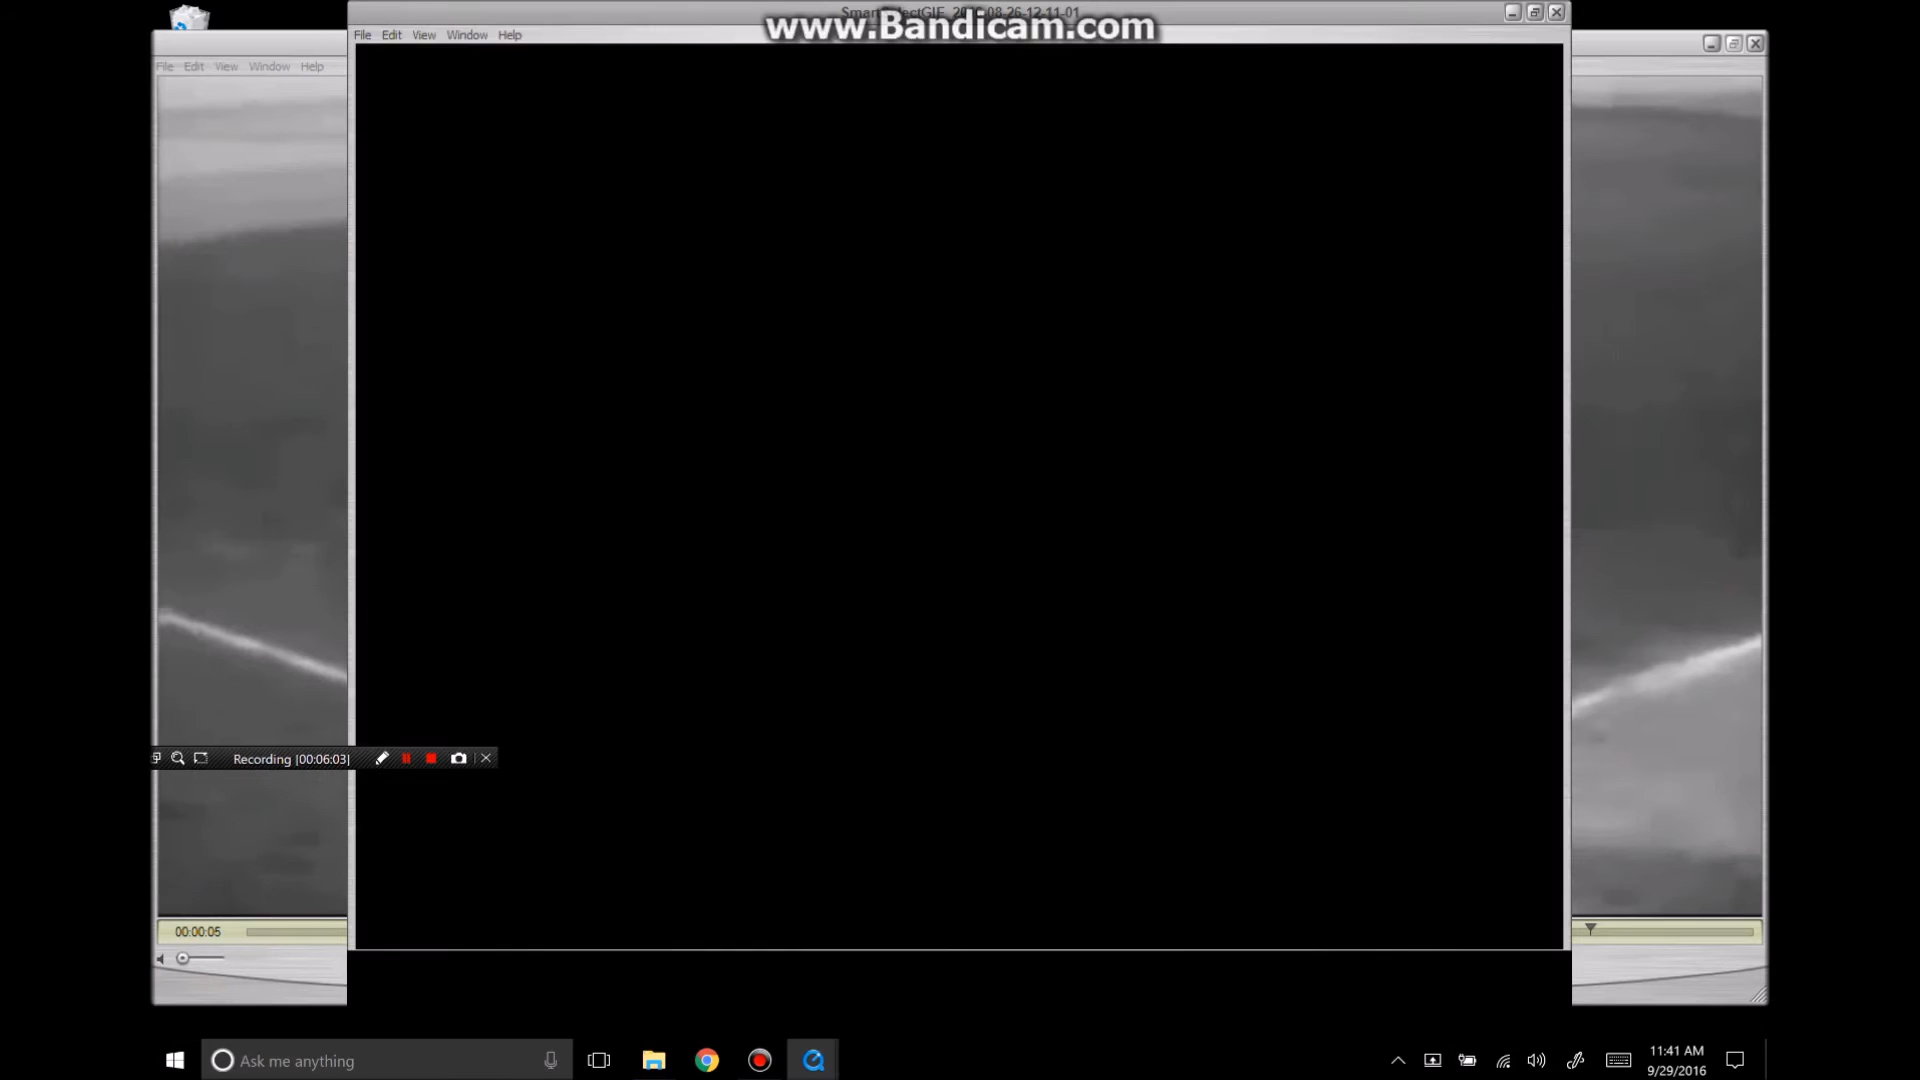 www.Bandicam.com
File Edit View Window Help
File Edit View Window Help
Recording [00:06:03]
00:00:05
Ask me anything
11:41 AM
9/29/2016